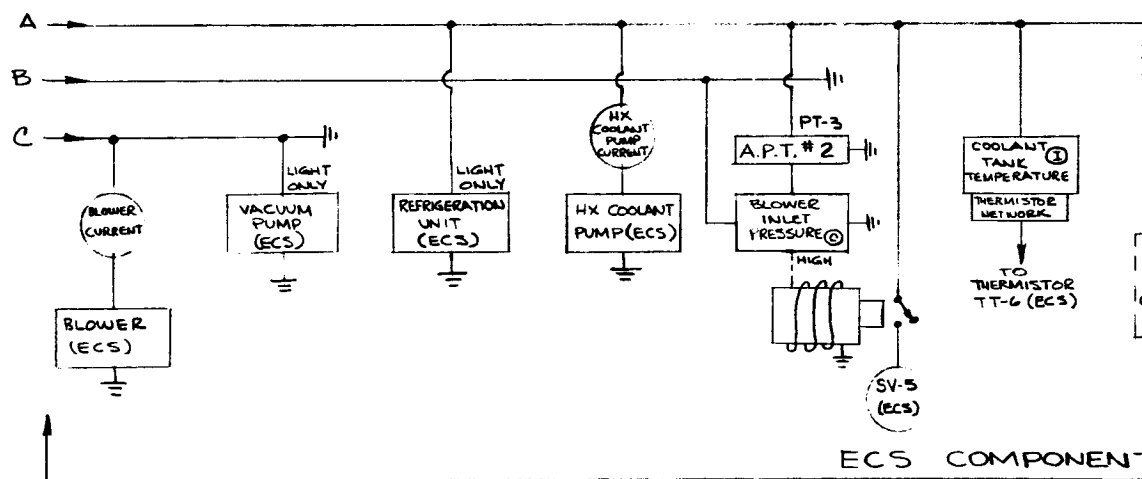 A
B
C
BLOWER
CURRENT
BLOWER
(ECS)
LIGHT
ONLY
VACUUM
PUMP
(ECS)
LIGHT
ONLY
REFRIGERATION
UNIT
(ECS)
HX
COOLANT
PUMP
CURRENT
HX COOLANT
PUMP(ECS)
PT-3
A.P.T. #2
BLOWER
INLET
PRESSURE Ⓒ
HIGH
SV-5
(ECS)
COOLANT Ⓘ
TANK
TEMPERATURE
THERMISTOR
NETWORK
TO
THERMISTOR
TT-6 (ECS)
ECS COMPONENT